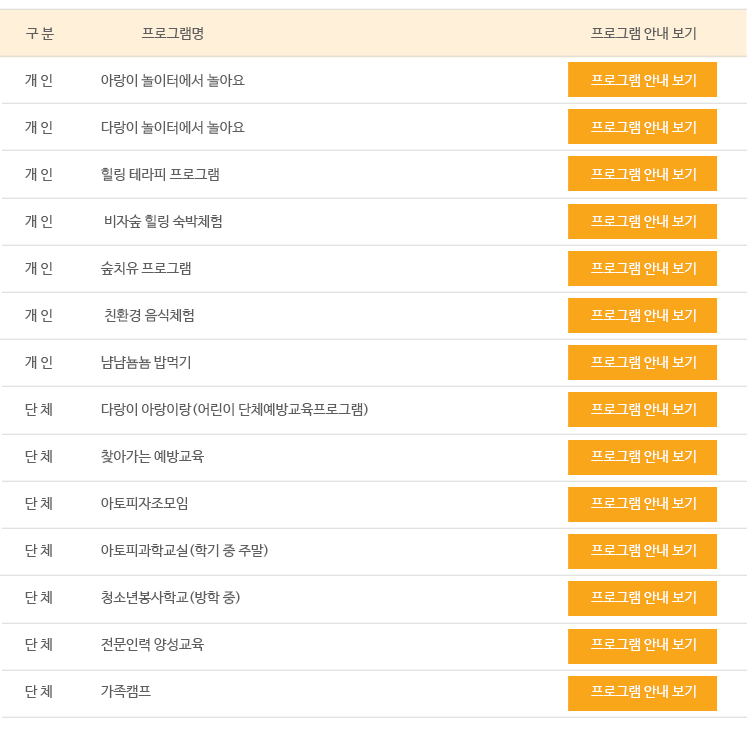 구 분 프로그램명 프로그램 안내 보기
개 인 아랑이 놀이터에서 놀아요 프로그램 안내 보기
개 인 다랑이 놀이터에서 놀아요 프로그램 안내 보기
개 인 힐링 테라피 프로그램 프로그램 안내 보기
개 인 비자숲 힐링 숙박체험 프로그램 안내 보기
개 인 숲치유 프로그램 프로그램 안내 보기
개 인 친환경 음식체험 프로그램 안내 보기
개 인 냠냠뇸뇸 밥먹기 프로그램 안내 보기
단 체 다랑이 아랑이랑(어린이 단체예방교육프로그램) 프로그램 안내 보기
단 체 찾아가는 예방교육 프로그램 안내 보기
단 체 아토피자조모임 프로그램 안내 보기
단 체 아토피과학교실(학기 중 주말) 프로그램 안내 보기
단 체 청소년봉사학교(방학 중) 프로그램 안내 보기
단 체 전문인력 양성교육 프로그램 안내 보기
단 체 가족캠프 프로그램 안내 보기